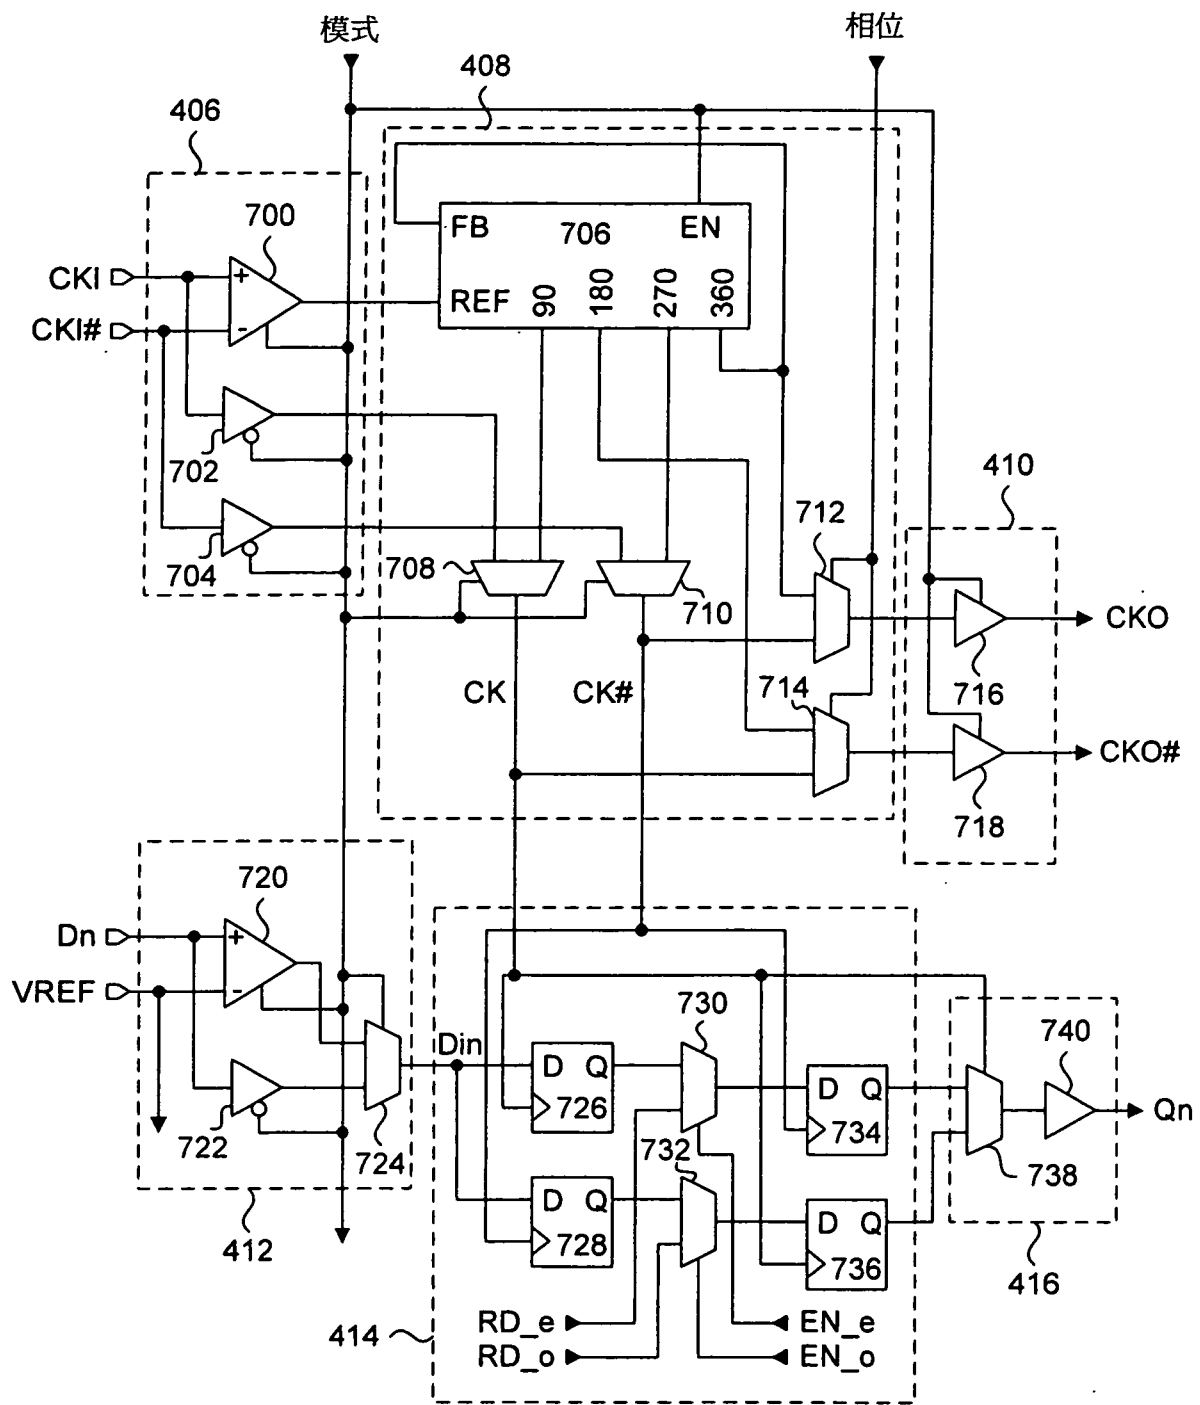 模式
相位
408
406
700
FB
706
EN
CKI
CKI#
REF
90
180
270
360
702
410
712
704
708
710
CKO
CK
CK#
714
716
CKO#
718
720
Dn
VREF
Din
730
740
D Q
726
D Q
734
Qn
722
724
732
738
D Q
728
D Q
736
412
416
RD_e
EN_e
414
RD_o
EN_o